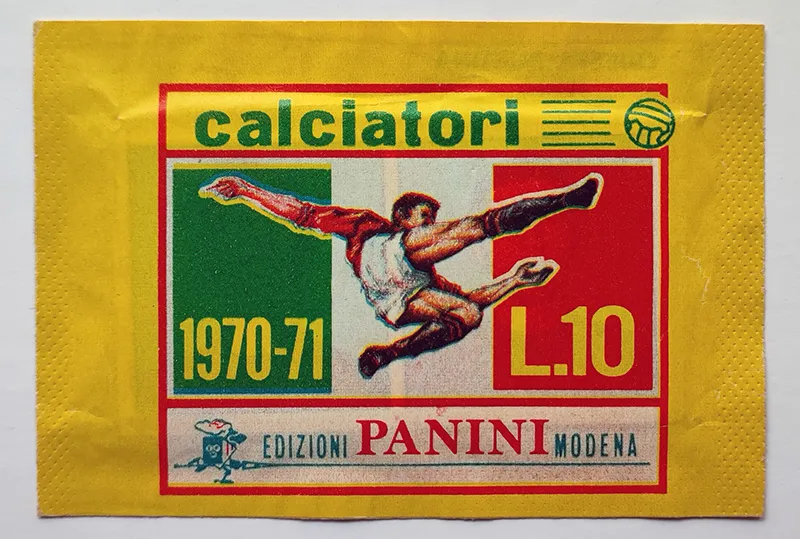 calciatori
1970-71
L.10
EDIZIONI PANINI MODENA